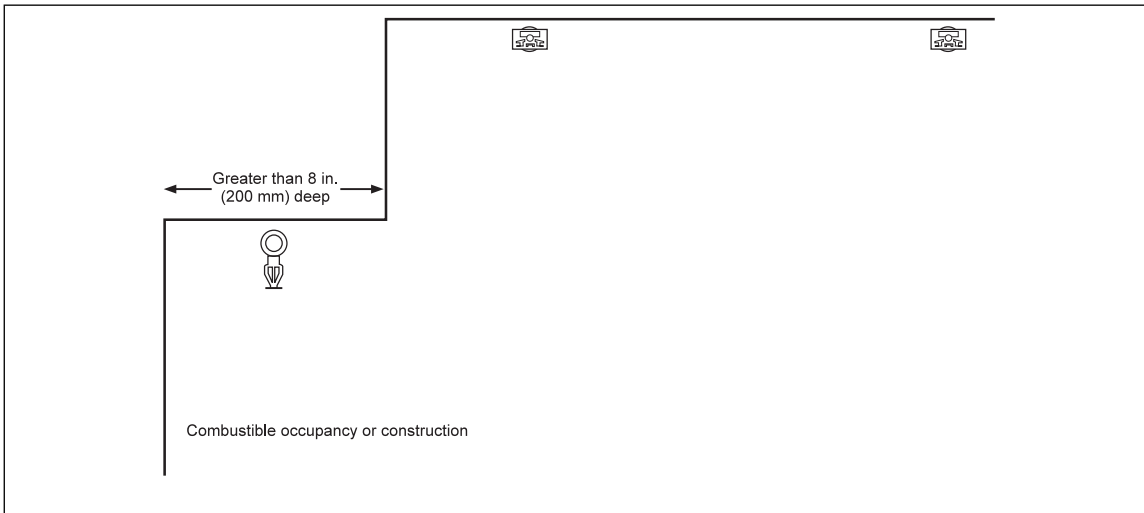 Greater than 8 in.
(200 mm) deep
Combustible occupancy or construction